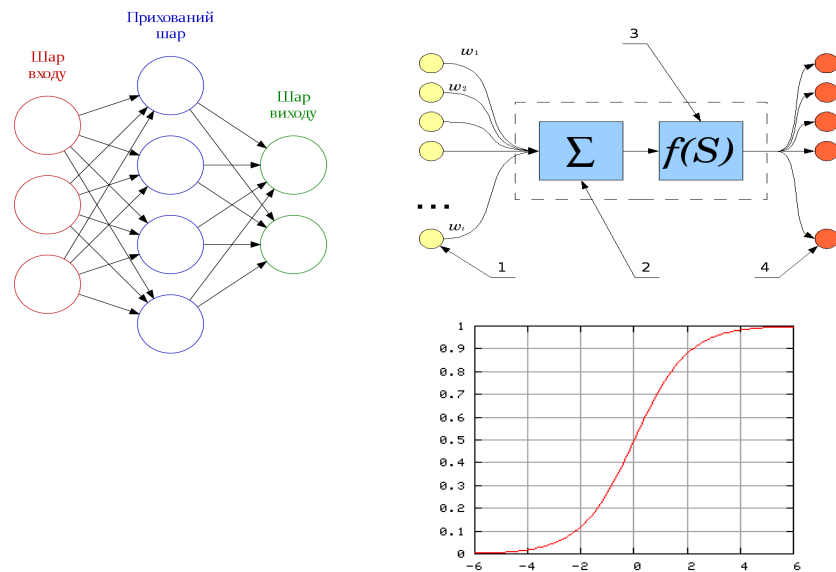 Прихований
шар
Шар
входу
Шар
виходу
w₁
w₂
...
wᵢ
Σ
f(S)
1
2
3
4
1
0.9
0.8
0.7
0.6
0.5
0.4
0.3
0.2
0.1
0
-6 -4 -2 0 2 4 6